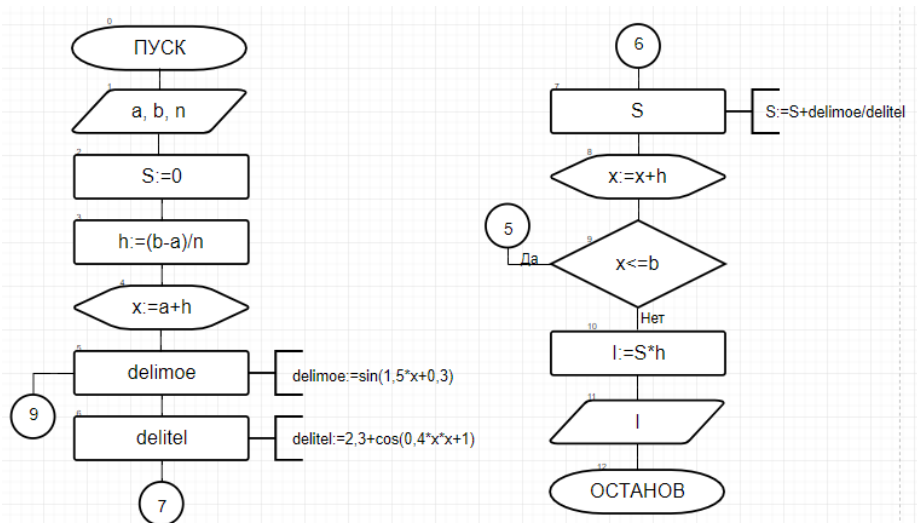 0
ПУСК
1
a, b, n
2
S:=0
3
h:=(b-a)/n
4
x:=a+h
5
delimoe
delimoe:=sin(1,5*x+0,3)
9
6
delitel
delitel:=2,3+cos(0,4*x*x+1)
7
6
7
S
S:=S+delimoe/delitel
8
x:=x+h
5
9
Да
x<=b
Нет
10
I:=S*h
11
I
12
ОСТАНОВ